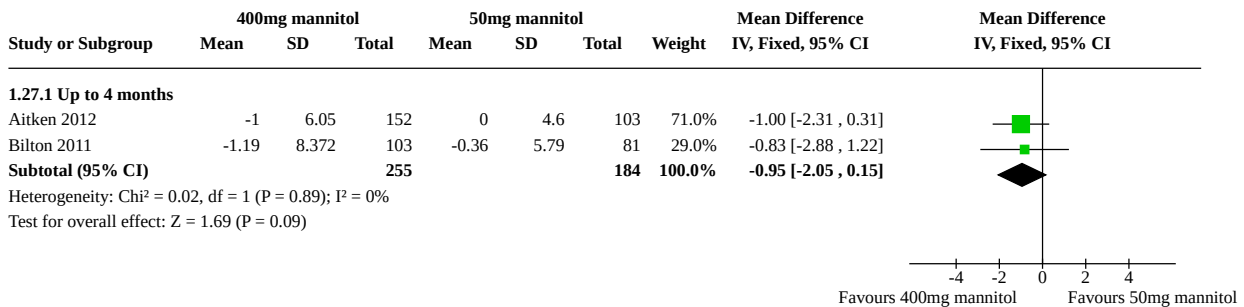 400mg mannitol 50mg mannitol Mean Difference Mean Difference
Study or Subgroup Mean SD Total Mean SD Total Weight IV, Fixed, 95% CI IV, Fixed, 95% CI
1.27.1 Up to 4 months
Aitken 2012 -1 6.05 152 0 4.6 103 71.0% -1.00 [-2.31 , 0.31]
Bilton 2011 -1.19 8.372 103 -0.36 5.79 81 29.0% -0.83 [-2.88 , 1.22]
Subtotal (95% CI) 255 184 100.0% -0.95 [-2.05 , 0.15]
Heterogeneity: Chi² = 0.02, df = 1 (P = 0.89); I² = 0%
Test for overall effect: Z = 1.69 (P = 0.09)
-4 -2 0 2 4
Favours 400mg mannitol Favours 50mg mannitol